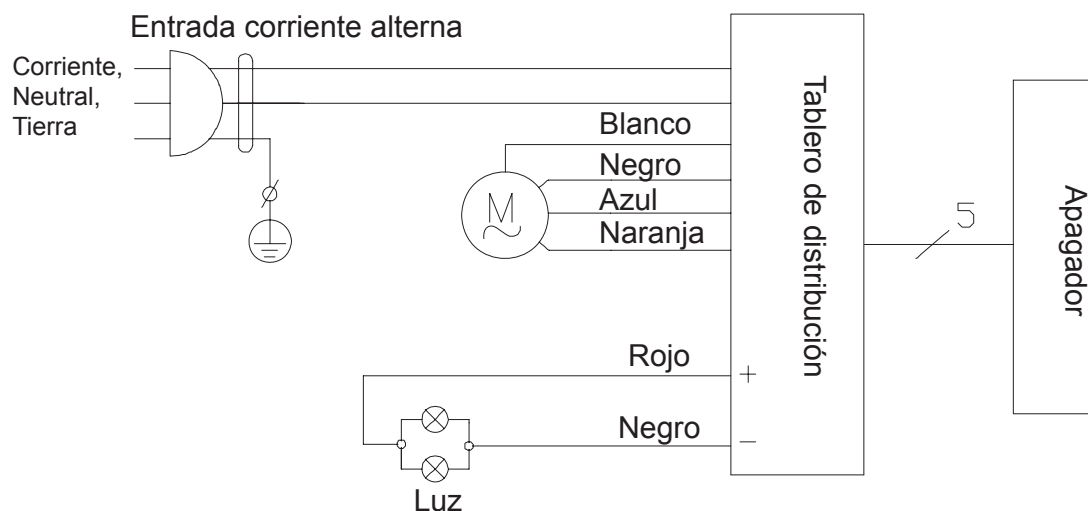 Entrada corriente alterna
Corriente,
Neutral,
Tierra
Blanco
Negro
Azul
Naranja
M
Tablero de distribución
5
Apagador
Rojo
+
Negro
−
Luz